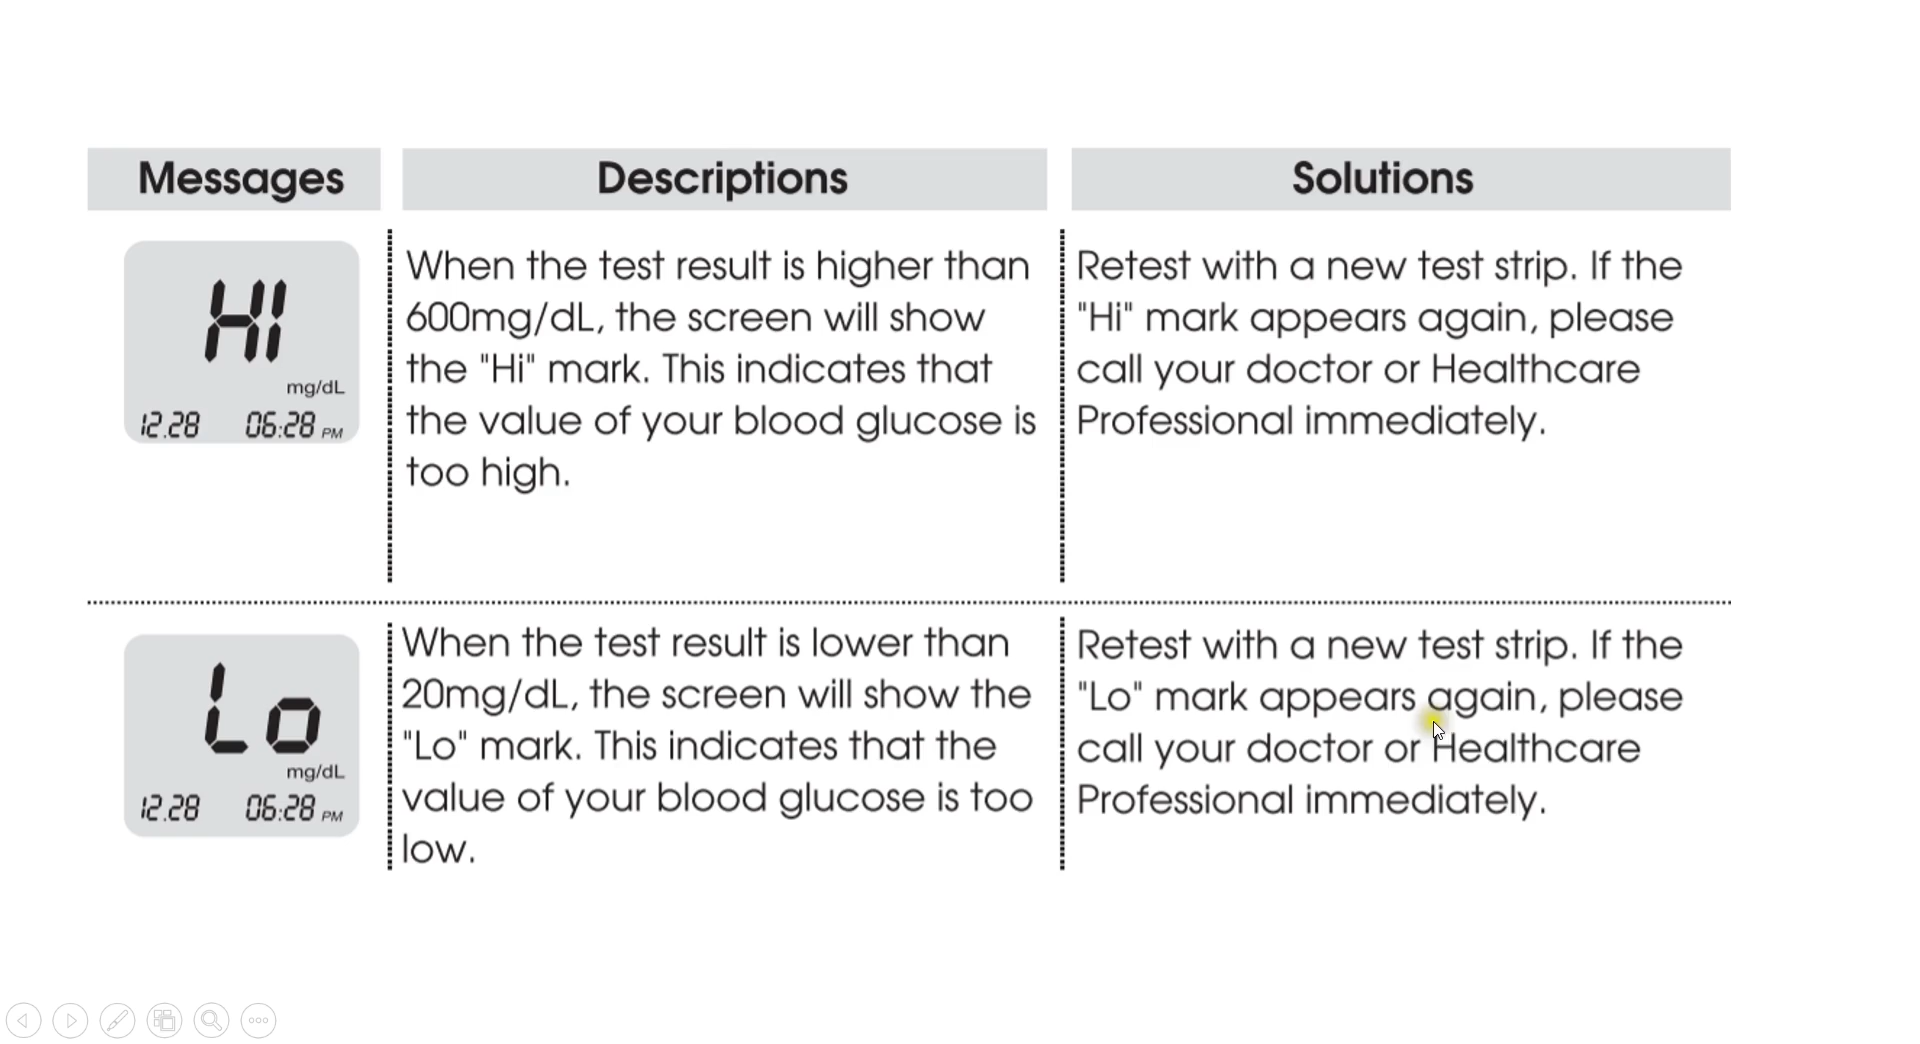 Messages
Descriptions
Solutions
HI
mg/dL
12.28 06:28 PM
When the test result is higher than
600mg/dL, the screen will show
the "Hi" mark. This indicates that
the value of your blood glucose is
too high.
Retest with a new test strip. If the
"Hi" mark appears again, please
call your doctor or Healthcare
Professional immediately.
Lo
mg/dL
12.28 06:28 PM
When the test result is lower than
20mg/dL, the screen will show the
"Lo" mark. This indicates that the
value of your blood glucose is too
low.
Retest with a new test strip. If the
"Lo" mark appears again, please
call your doctor or Healthcare
Professional immediately.